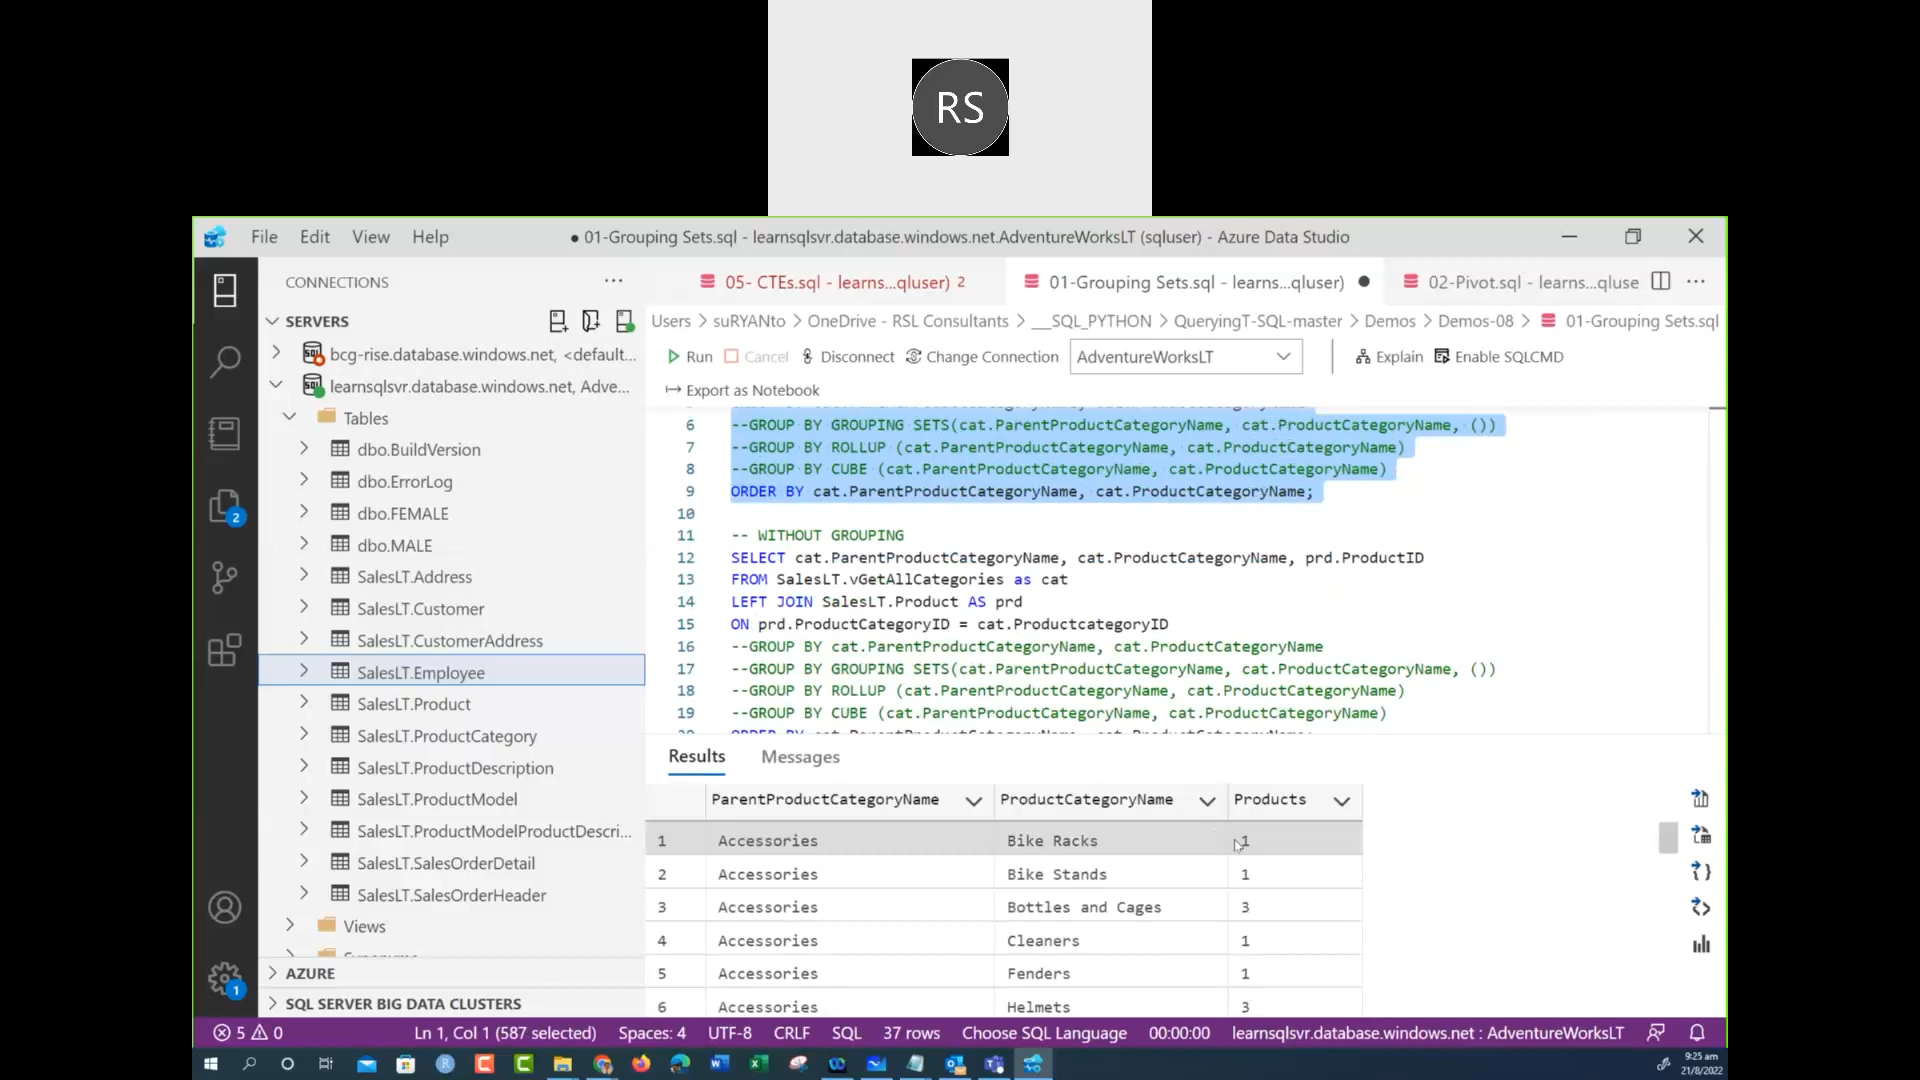 RS
File Edit View Help
● 01-Grouping Sets.sql - learnsqlsvr.database.windows.net.AdventureWorksLT (sqluser) - Azure Data Studio
CONNECTIONS
05- CTEs.sql - learns...qluser) 2
01-Grouping Sets.sql - learns...qluser)
02-Pivot.sql - learns...qluse
SERVERS
Users > suRYANto > OneDrive - RSL Consultants > __SQL_PYTHON > QueryingT-SQL-master > Demos > Demos-08 > 01-Grouping Sets.sql
bcg-rise.database.windows.net, <default...
Run Cancel Disconnect Change Connection AdventureWorksLT Explain Enable SQLCMD
learnsqlsvr.database.windows.net, Adve...
Export as Notebook
Tables
dbo.BuildVersion
dbo.ErrorLog
dbo.FEMALE
dbo.MALE
SalesLT.Address
SalesLT.Customer
SalesLT.CustomerAddress
SalesLT.Employee
SalesLT.Product
SalesLT.ProductCategory
SalesLT.ProductDescription
SalesLT.ProductModel
SalesLT.ProductModelProductDescri...
SalesLT.SalesOrderDetail
SalesLT.SalesOrderHeader
Views
AZURE
SQL SERVER BIG DATA CLUSTERS
6 --GROUP BY GROUPING SETS(cat.ParentProductCategoryName, cat.ProductCategoryName, ())
7 --GROUP BY ROLLUP (cat.ParentProductCategoryName, cat.ProductCategoryName)
8 --GROUP BY CUBE (cat.ParentProductCategoryName, cat.ProductCategoryName)
9 ORDER BY cat.ParentProductCategoryName, cat.ProductCategoryName;
10
11 -- WITHOUT GROUPING
12 SELECT cat.ParentProductCategoryName, cat.ProductCategoryName, prd.ProductID
13 FROM SalesLT.vGetAllCategories as cat
14 LEFT JOIN SalesLT.Product AS prd
15 ON prd.ProductCategoryID = cat.ProductcategoryID
16 --GROUP BY cat.ParentProductCategoryName, cat.ProductCategoryName
17 --GROUP BY GROUPING SETS(cat.ParentProductCategoryName, cat.ProductCategoryName, ())
18 --GROUP BY ROLLUP (cat.ParentProductCategoryName, cat.ProductCategoryName)
19 --GROUP BY CUBE (cat.ParentProductCategoryName, cat.ProductCategoryName)
Results Messages
ParentProductCategoryName ProductCategoryName Products
1 Accessories Bike Racks 1
2 Accessories Bike Stands 1
3 Accessories Bottles and Cages 3
4 Accessories Cleaners 1
5 Accessories Fenders 1
6 Accessories Helmets 3
2
1
5 0 Ln 1, Col 1 (587 selected) Spaces: 4 UTF-8 CRLF SQL 37 rows Choose SQL Language 00:00:00 learnsqlsvr.database.windows.net : AdventureWorksLT
9:25 am
21/8/2022